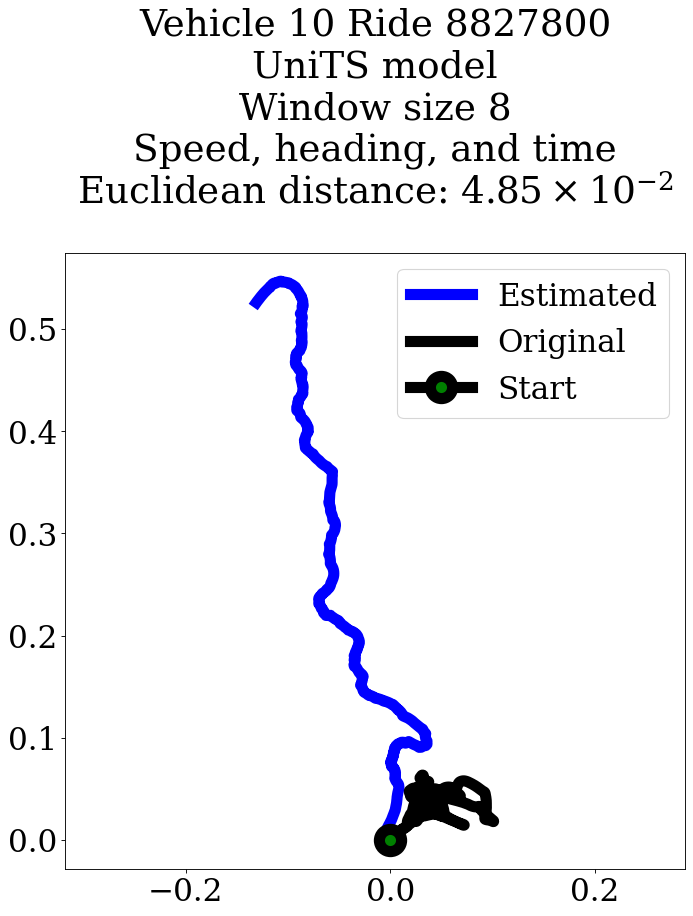 Vehicle 10 Ride 8827800
UniTS model
Window size 8
Speed, heading, and time
Euclidean distance: 4.85 × 10⁻²
Estimated
Original
Start
0.5
0.4
0.3
0.2
0.1
0.0
−0.2
0.0
0.2